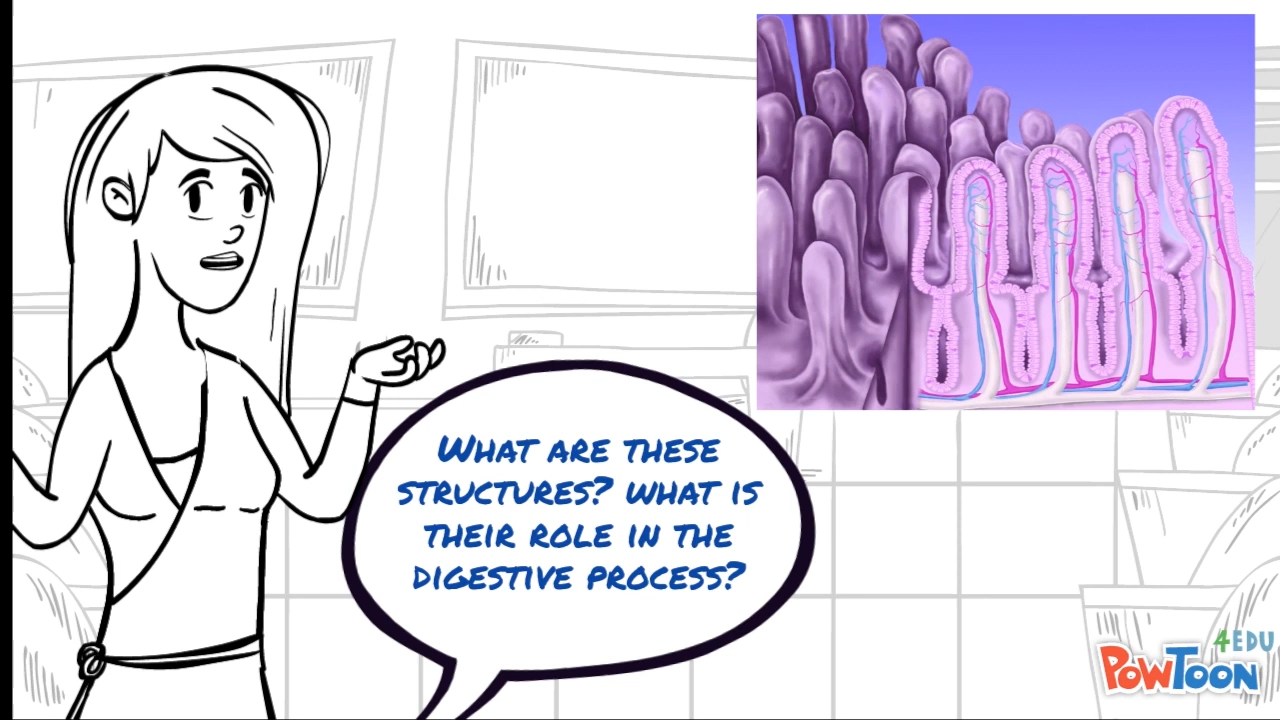 What are these
structures? what is
their role in the
digestive process?
4EDU
PowToon